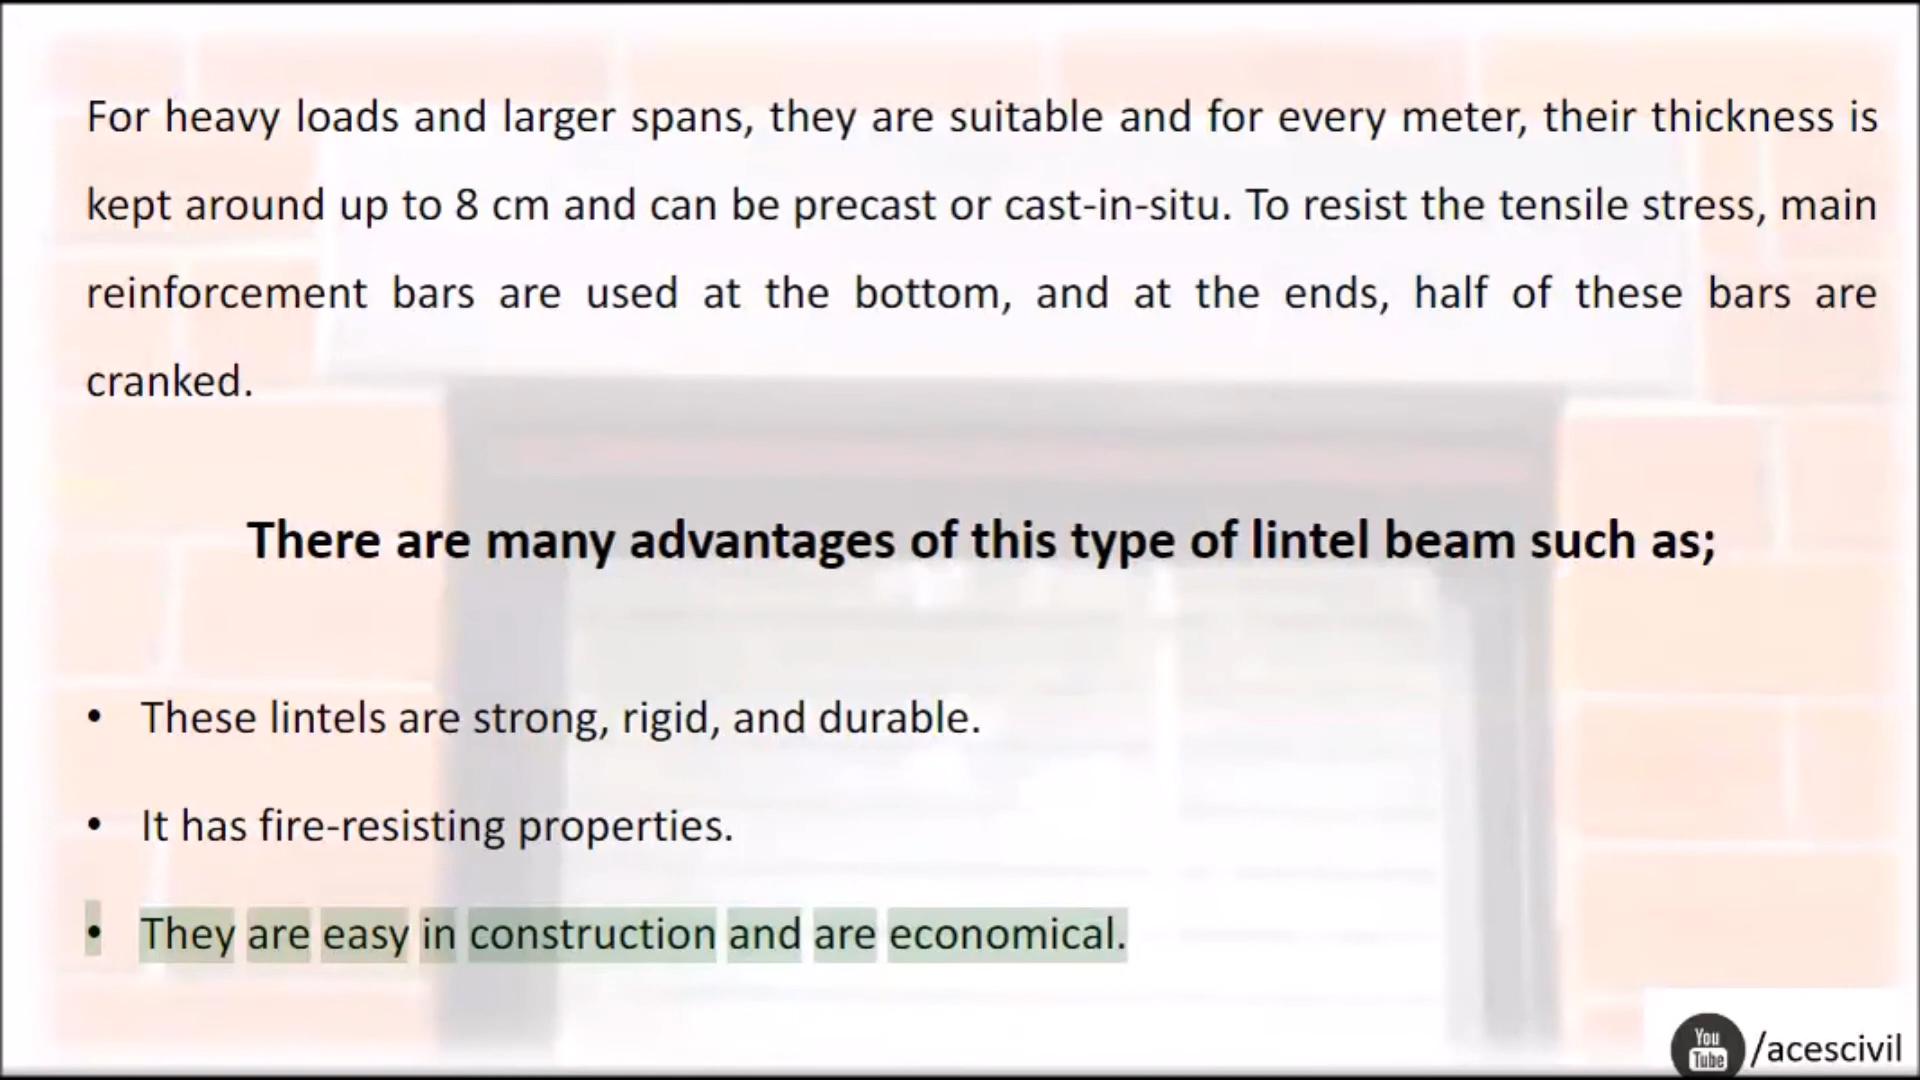 For heavy loads and larger spans, they are suitable and for every meter, their thickness is
kept around up to 8 cm and can be precast or cast-in-situ. To resist the tensile stress, main
reinforcement bars are used at the bottom, and at the ends, half of these bars are
cranked.
There are many advantages of this type of lintel beam such as;
• These lintels are strong, rigid, and durable.
• It has fire-resisting properties.
• They are easy in construction and are economical.
You
Tube /acescivil